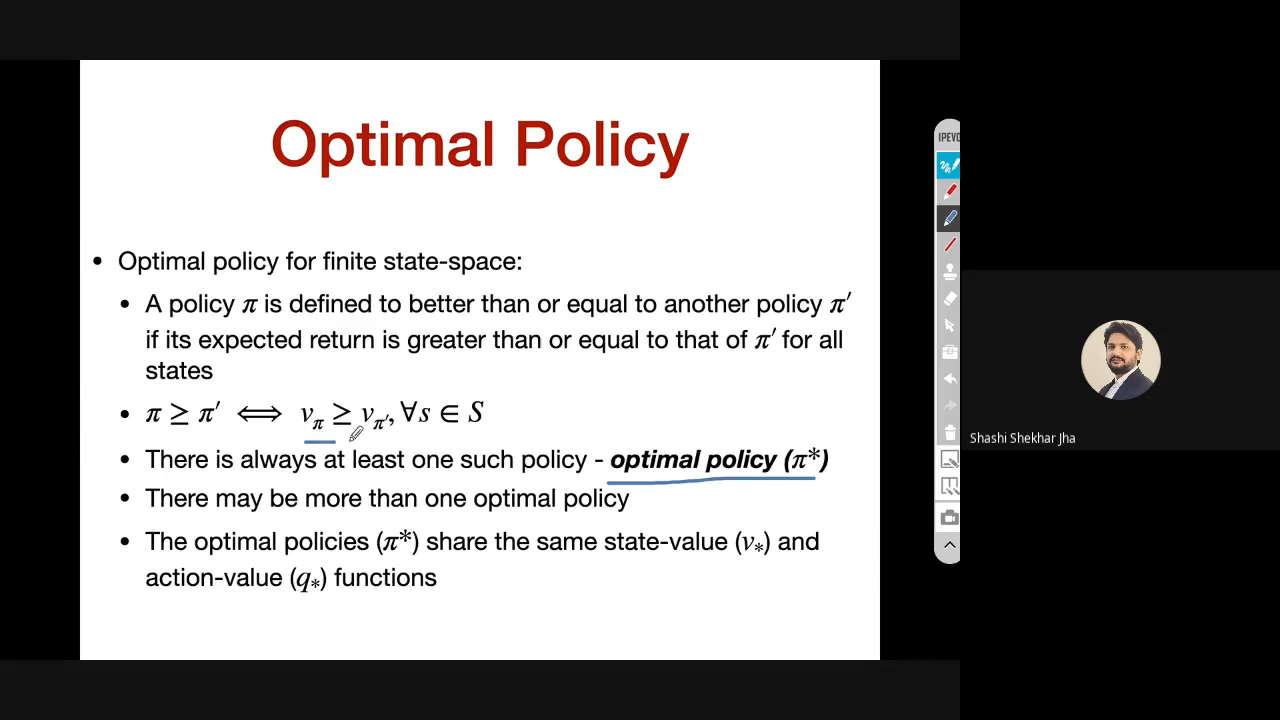 Optimal Policy
• Optimal policy for finite state-space:
• A policy π is defined to better than or equal to another policy π′
if its expected return is greater than or equal to that of π′ for all
states
• π ≥ π′ ⟺ v_π ≥ v_π′, ∀s ∈ S
• There is always at least one such policy - optimal policy (π*)
• There may be more than one optimal policy
• The optimal policies (π*) share the same state-value (v_*) and
action-value (q_*) functions
IPEVO
Shashi Shekhar Jha